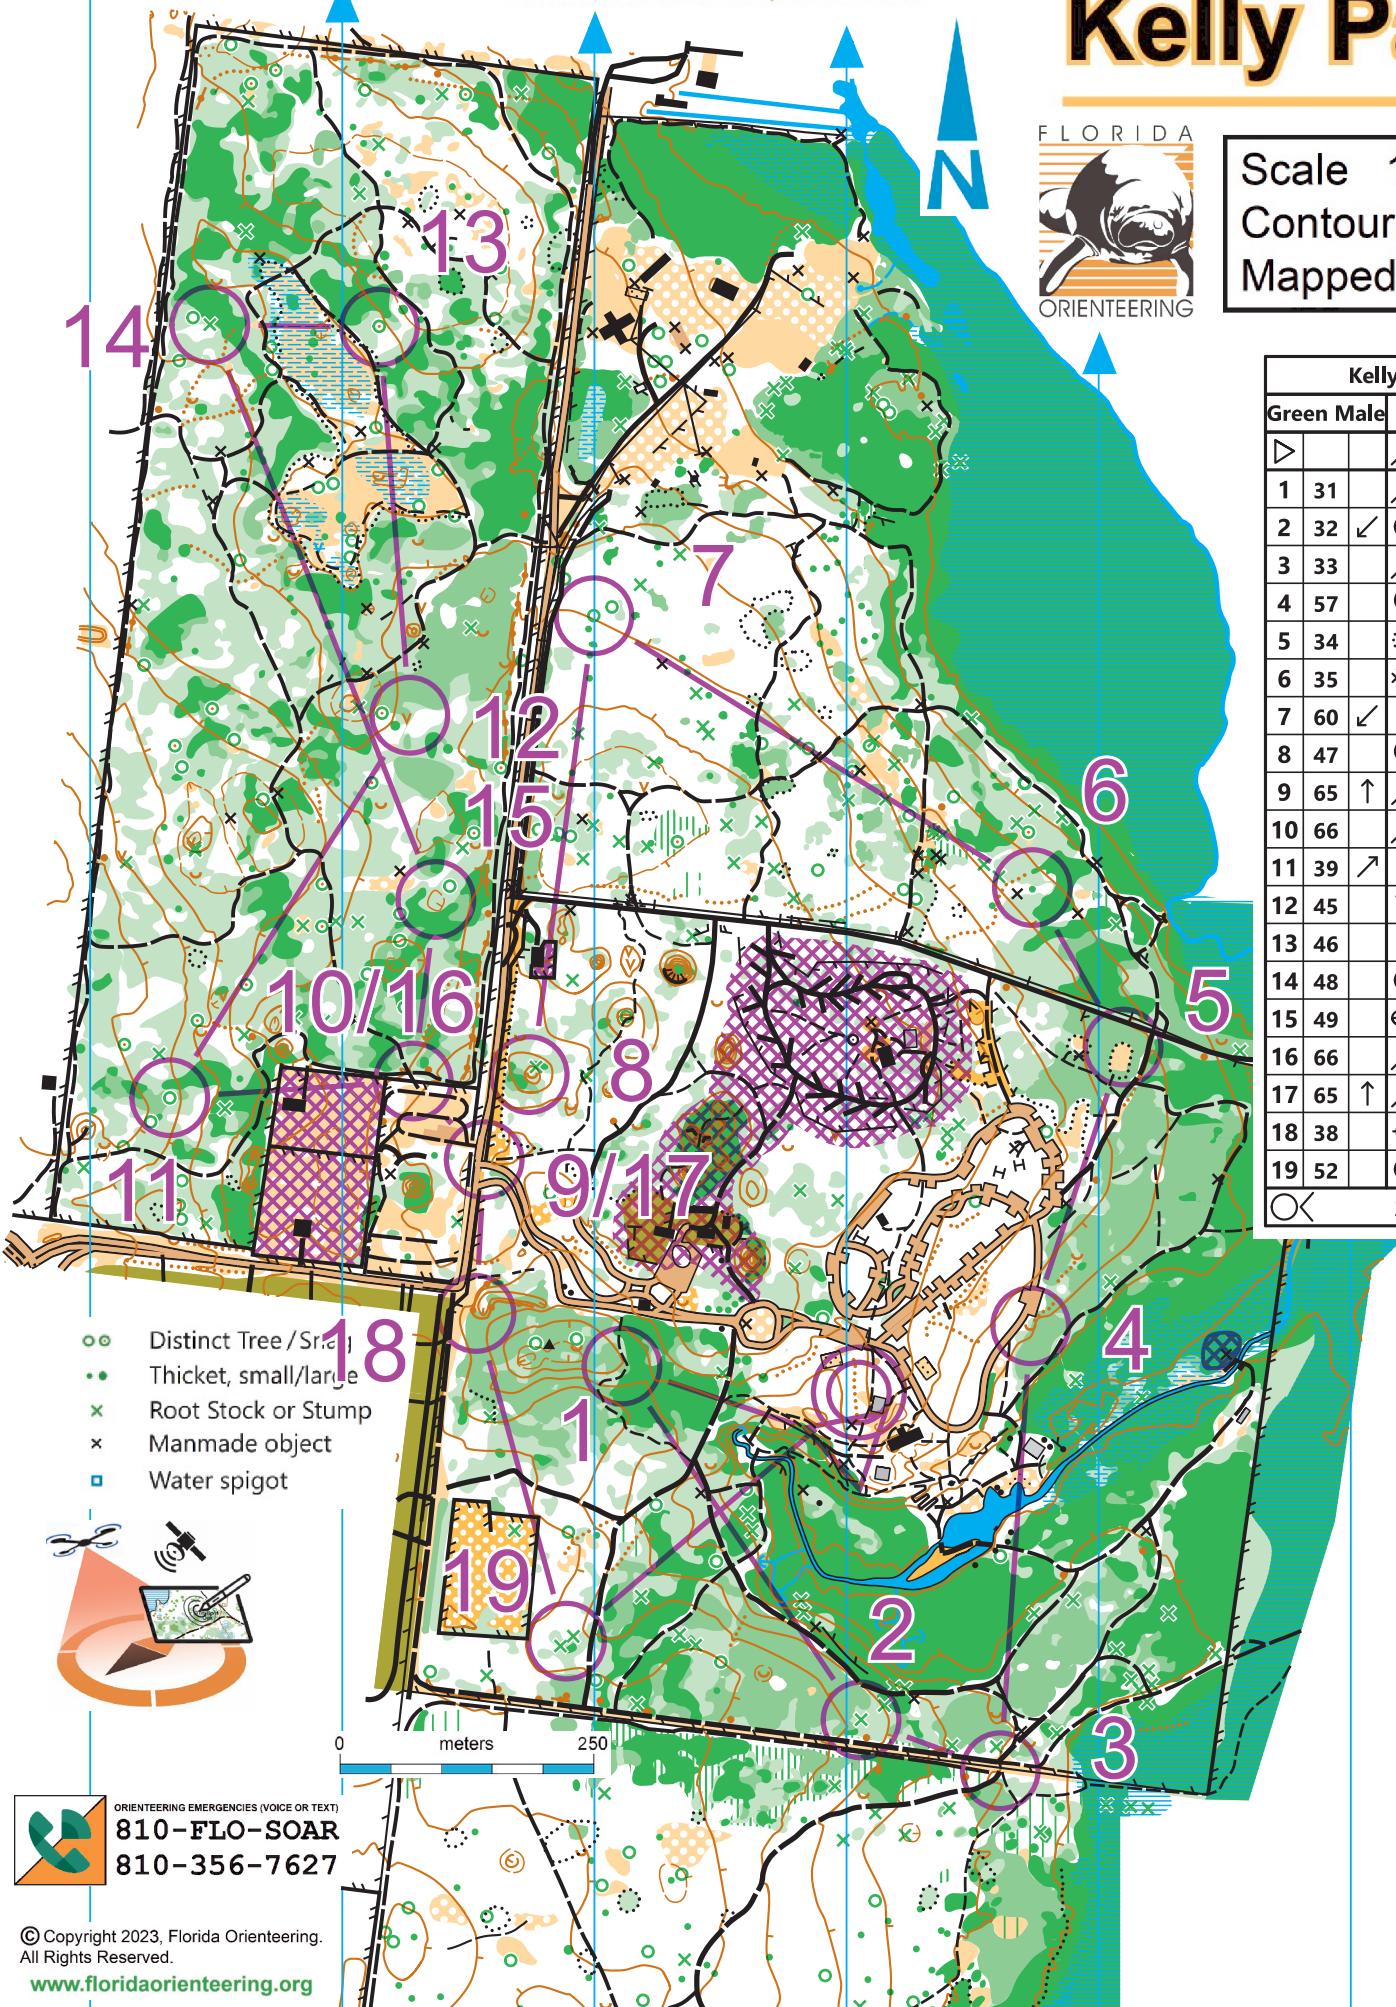 Kelly Pa
N
FLORIDA
ORIENTEERING
Scale 1
Contour
Mapped
Kelly
Green Male
1 31
2 32 ↙
3 33
4 57
5 34
6 35
7 60 ↙
8 47
9 65 ↑
10 66
11 39 ↗
12 45
13 46
14 48
15 49
16 66
17 65 ↑
18 38
19 52
13
14
7
12
15
6
5
10/16
8
11
9/17
18
4
1
19
2
3
Distinct Tree / Snag
Thicket, small/large
Root Stock or Stump
Manmade object
Water spigot
0 meters 250
ORIENTEERING EMERGENCIES (VOICE OR TEXT)
810-FLO-SOAR
810-356-7627
© Copyright 2023, Florida Orienteering.
All Rights Reserved.
www.floridaorienteering.org